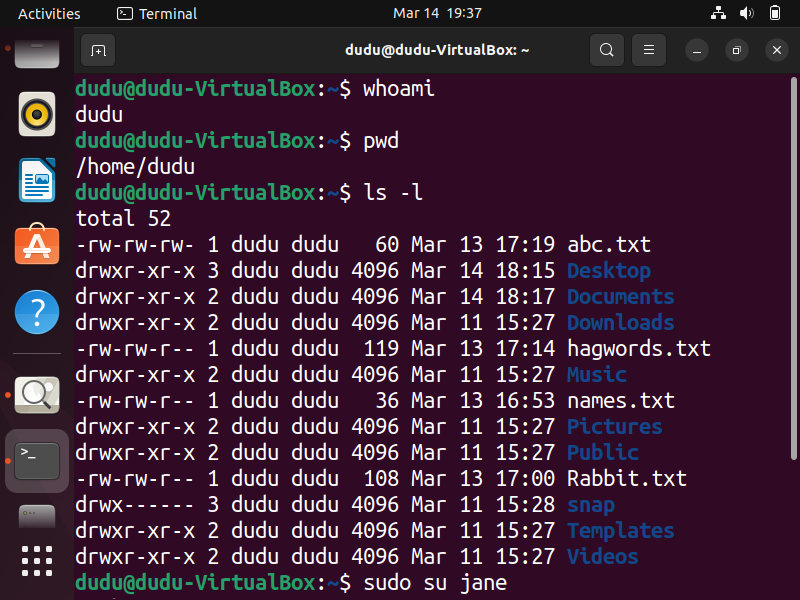 Activities Terminal Mar 14 19:37
dudu@dudu-VirtualBox: ~
dudu@dudu-VirtualBox:~$ whoami
dudu
dudu@dudu-VirtualBox:~$ pwd
/home/dudu
dudu@dudu-VirtualBox:~$ ls -l
total 52
-rw-rw-rw- 1 dudu dudu   60 Mar 13 17:19 abc.txt
drwxr-xr-x 3 dudu dudu 4096 Mar 14 18:15 Desktop
drwxr-xr-x 2 dudu dudu 4096 Mar 14 18:17 Documents
drwxr-xr-x 2 dudu dudu 4096 Mar 11 15:27 Downloads
-rw-rw-r-- 1 dudu dudu  119 Mar 13 17:14 hagwords.txt
drwxr-xr-x 2 dudu dudu 4096 Mar 11 15:27 Music
-rw-rw-r-- 1 dudu dudu   36 Mar 13 16:53 names.txt
drwxr-xr-x 2 dudu dudu 4096 Mar 11 15:27 Pictures
drwxr-xr-x 2 dudu dudu 4096 Mar 11 15:27 Public
-rw-rw-r-- 1 dudu dudu  108 Mar 13 17:00 Rabbit.txt
drwx------ 3 dudu dudu 4096 Mar 11 15:28 snap
drwxr-xr-x 2 dudu dudu 4096 Mar 11 15:27 Templates
drwxr-xr-x 2 dudu dudu 4096 Mar 11 15:27 Videos
dudu@dudu-VirtualBox:~$ sudo su jane